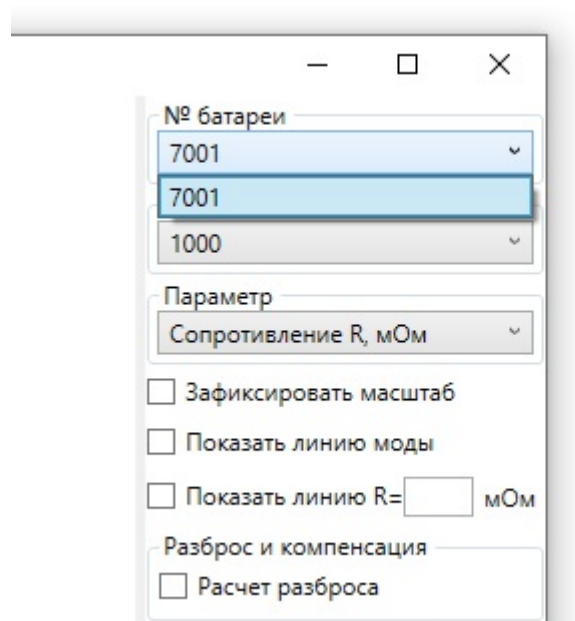 № батареи
7001
7001
1000
Параметр
Сопротивление R, мОм
Зафиксировать масштаб
Показать линию моды
Показать линию R= мОм
Разброс и компенсация
Расчет разброса